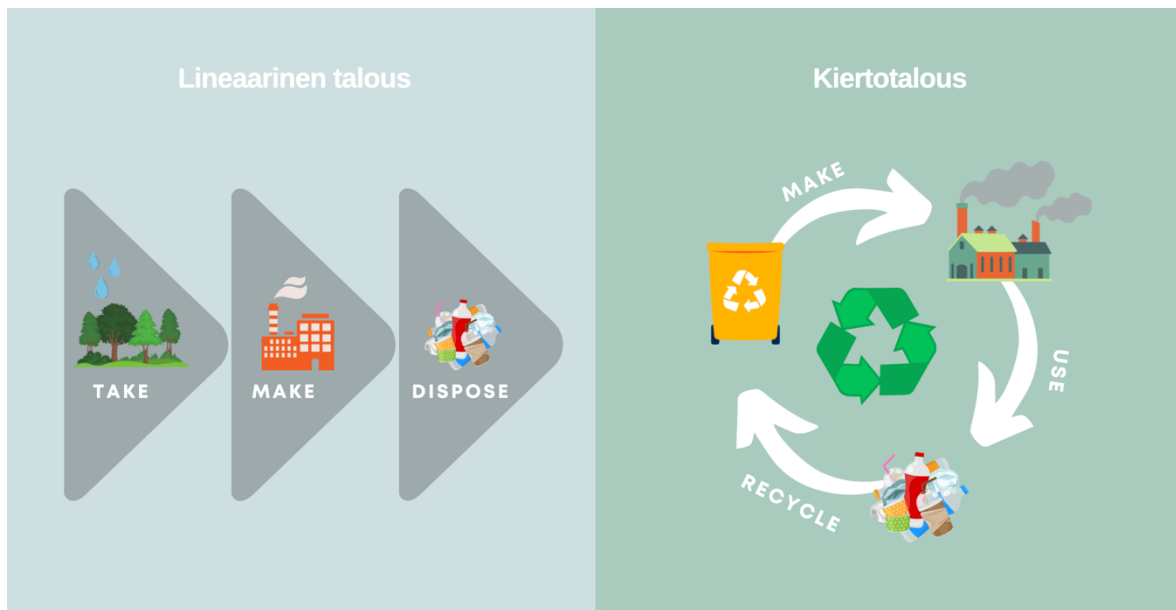 Lineaarinen talous
TAKE
MAKE
DISPOSE
Kiertotalous
MAKE
USE
RECYCLE